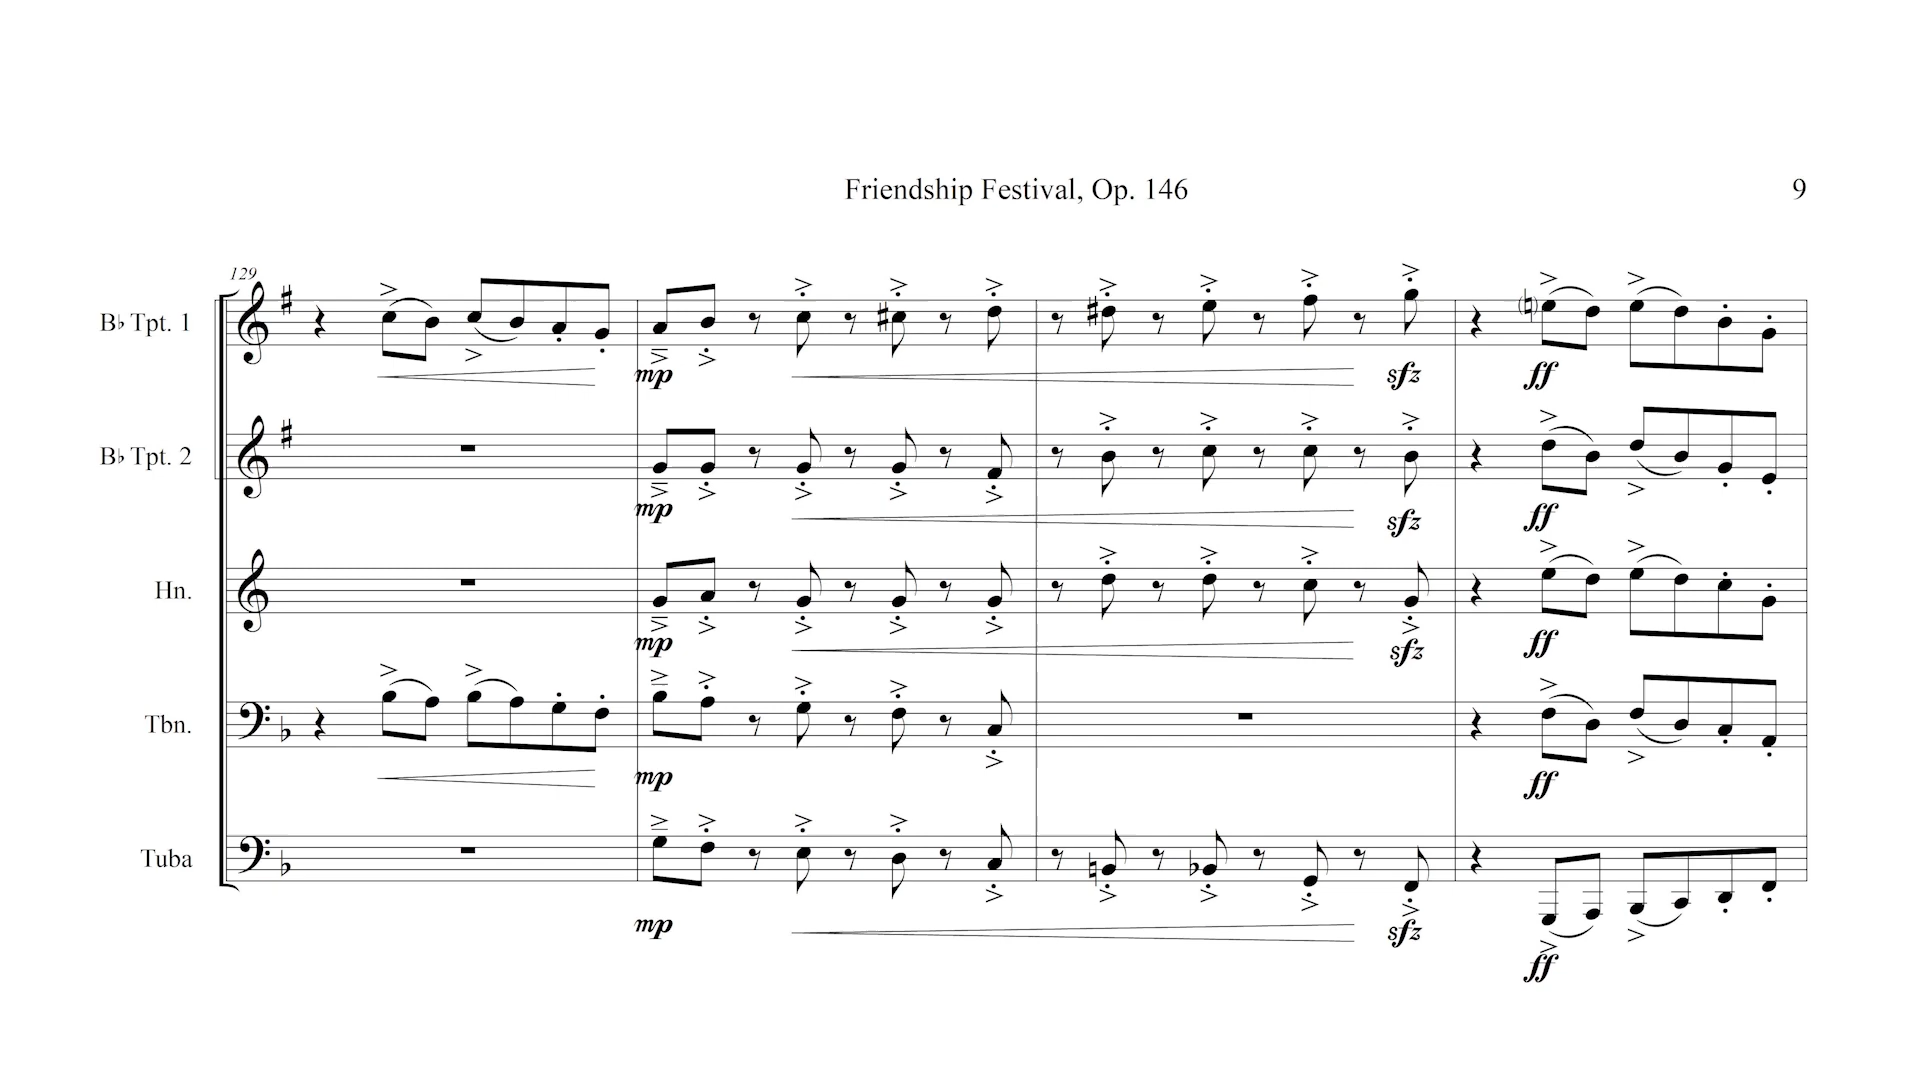 Friendship Festival, Op. 146 9
129
B♭ Tpt. 1
mp sfz ff
B♭ Tpt. 2
mp sfz ff
Hn.
mp sfz ff
Tbn.
mp ff
Tuba
mp sfz ff